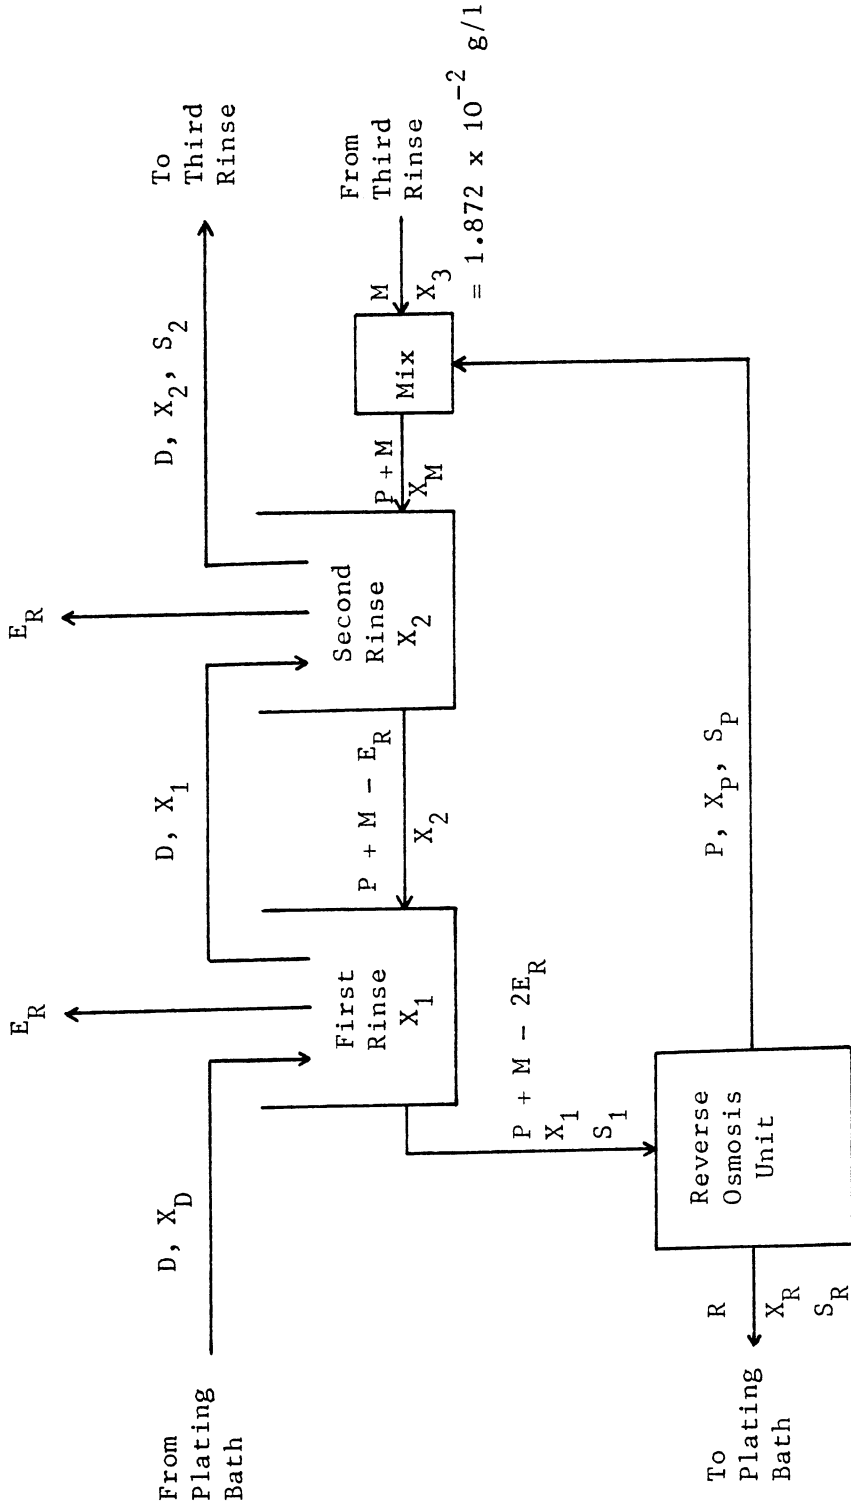 From
Plating
Bath
D, X_D
E_R
First
Rinse
X_1
D, X_1
P + M - E_R
X_2
E_R
Second
Rinse
X_2
D, X_2, S_2
To
Third
Rinse
P + M
X_M
Mix
M
X_3
= 1.872 x 10^-2 g/l
From
Third
Rinse
P + M - 2E_R
X_1
S_1
Reverse
Osmosis
Unit
P, X_P, S_P
R
X_R
S_R
To
Plating
Bath